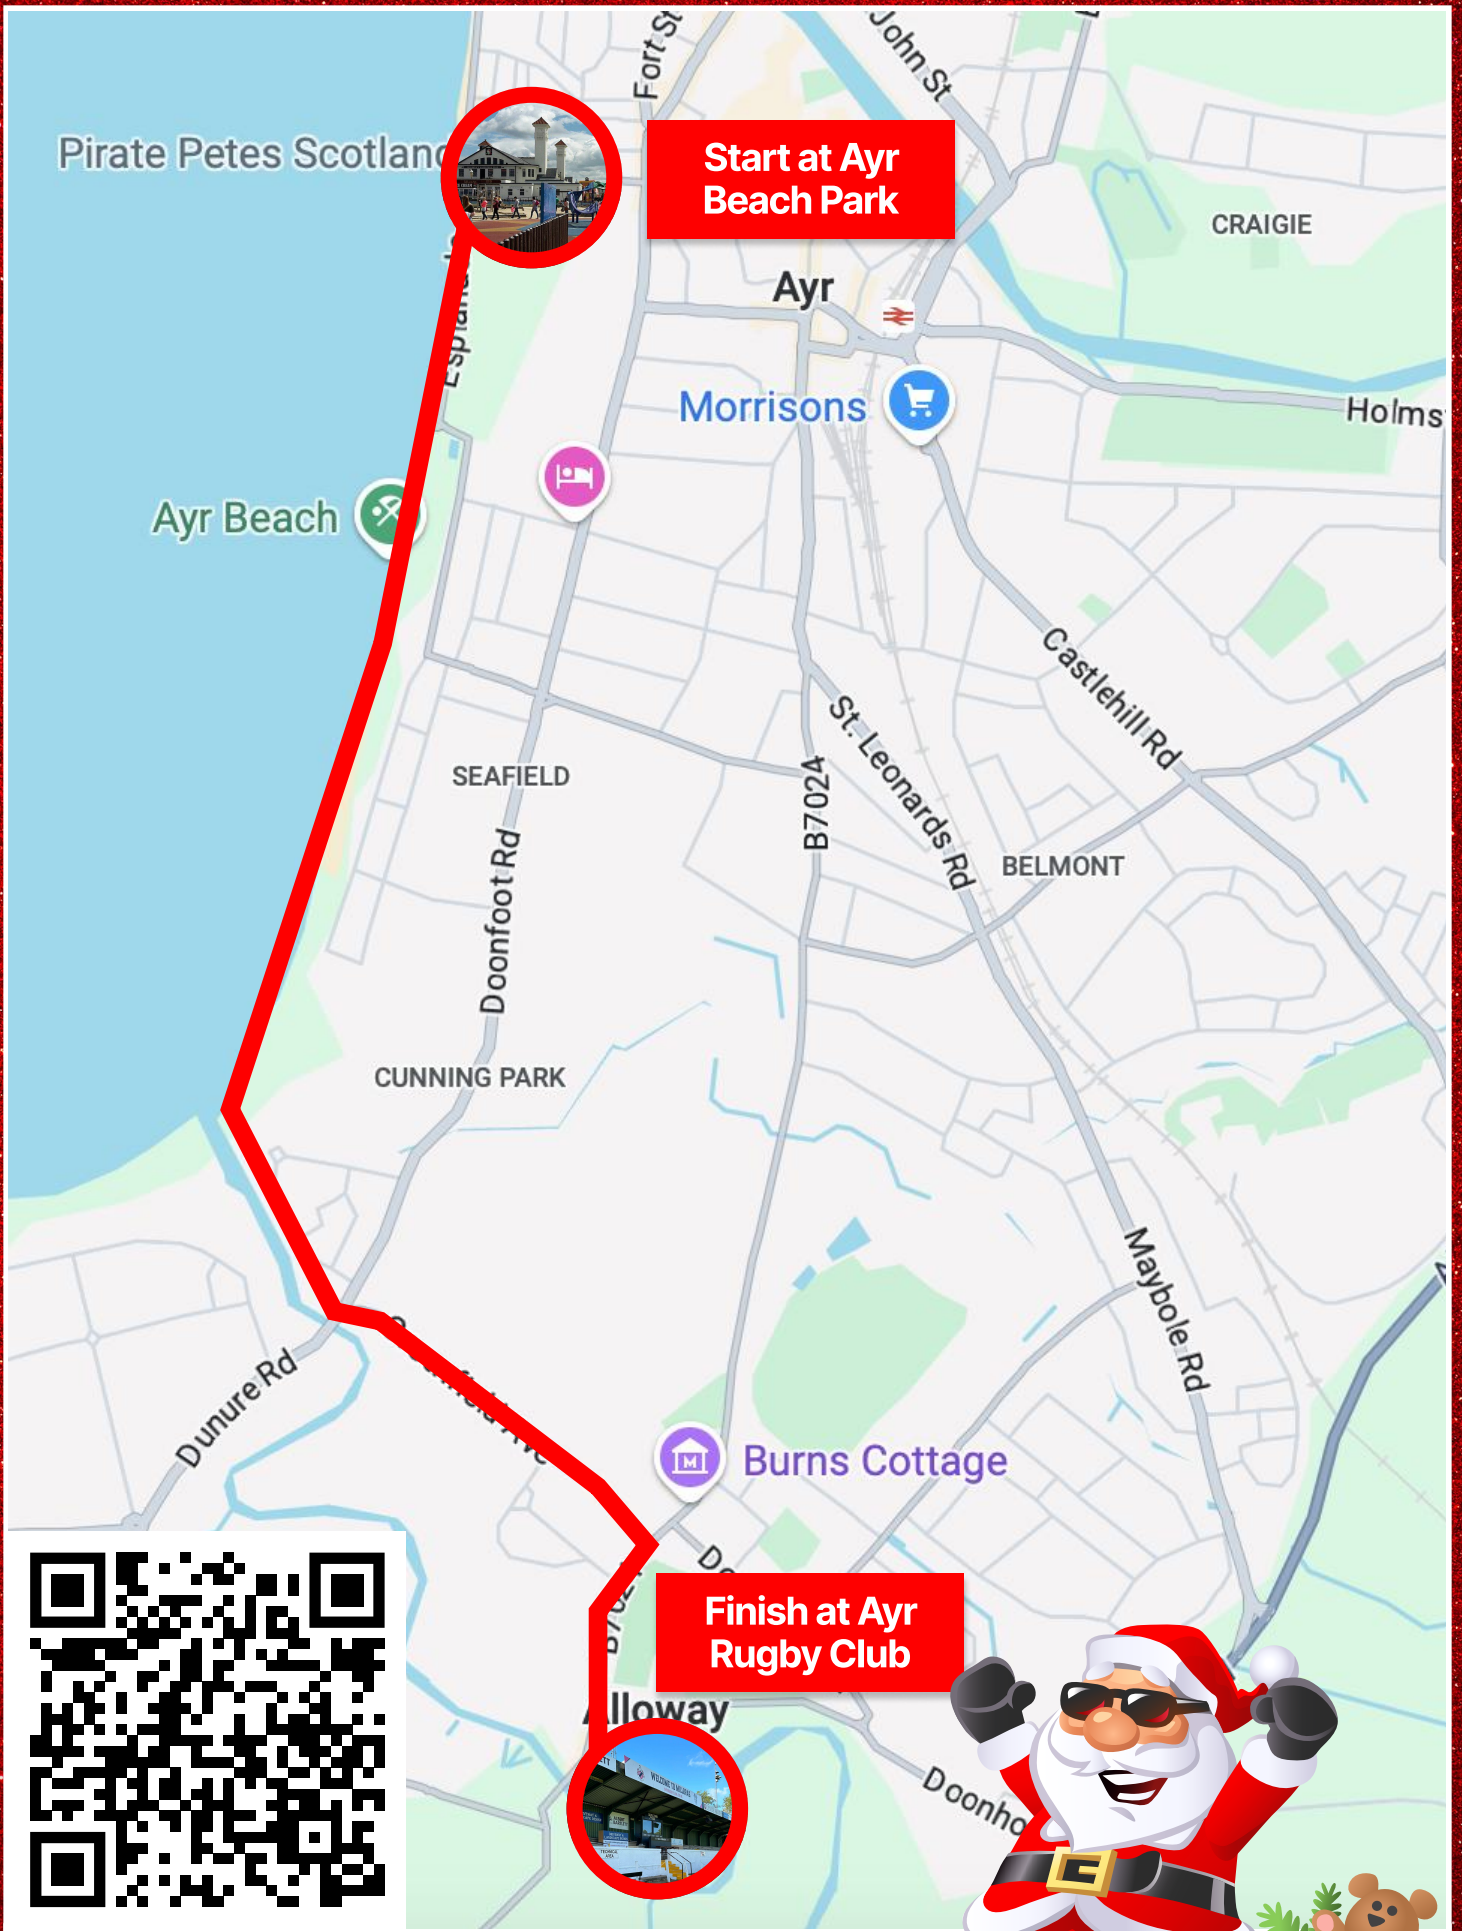 Fort St
John St
Pirate Petes Scotland
Start at Ayr
Beach Park
CRAIGIE
Ayr
Morrisons
Holms
Ayr Beach
Castlehill Rd
St. Leonards Rd
SEAFIELD
B7024
Doonfoot Rd
BELMONT
CUNNING PARK
Maybole Rd
Dunure Rd
Burns Cottage
Do
Finish at Ayr
Rugby Club
Alloway
Doonho